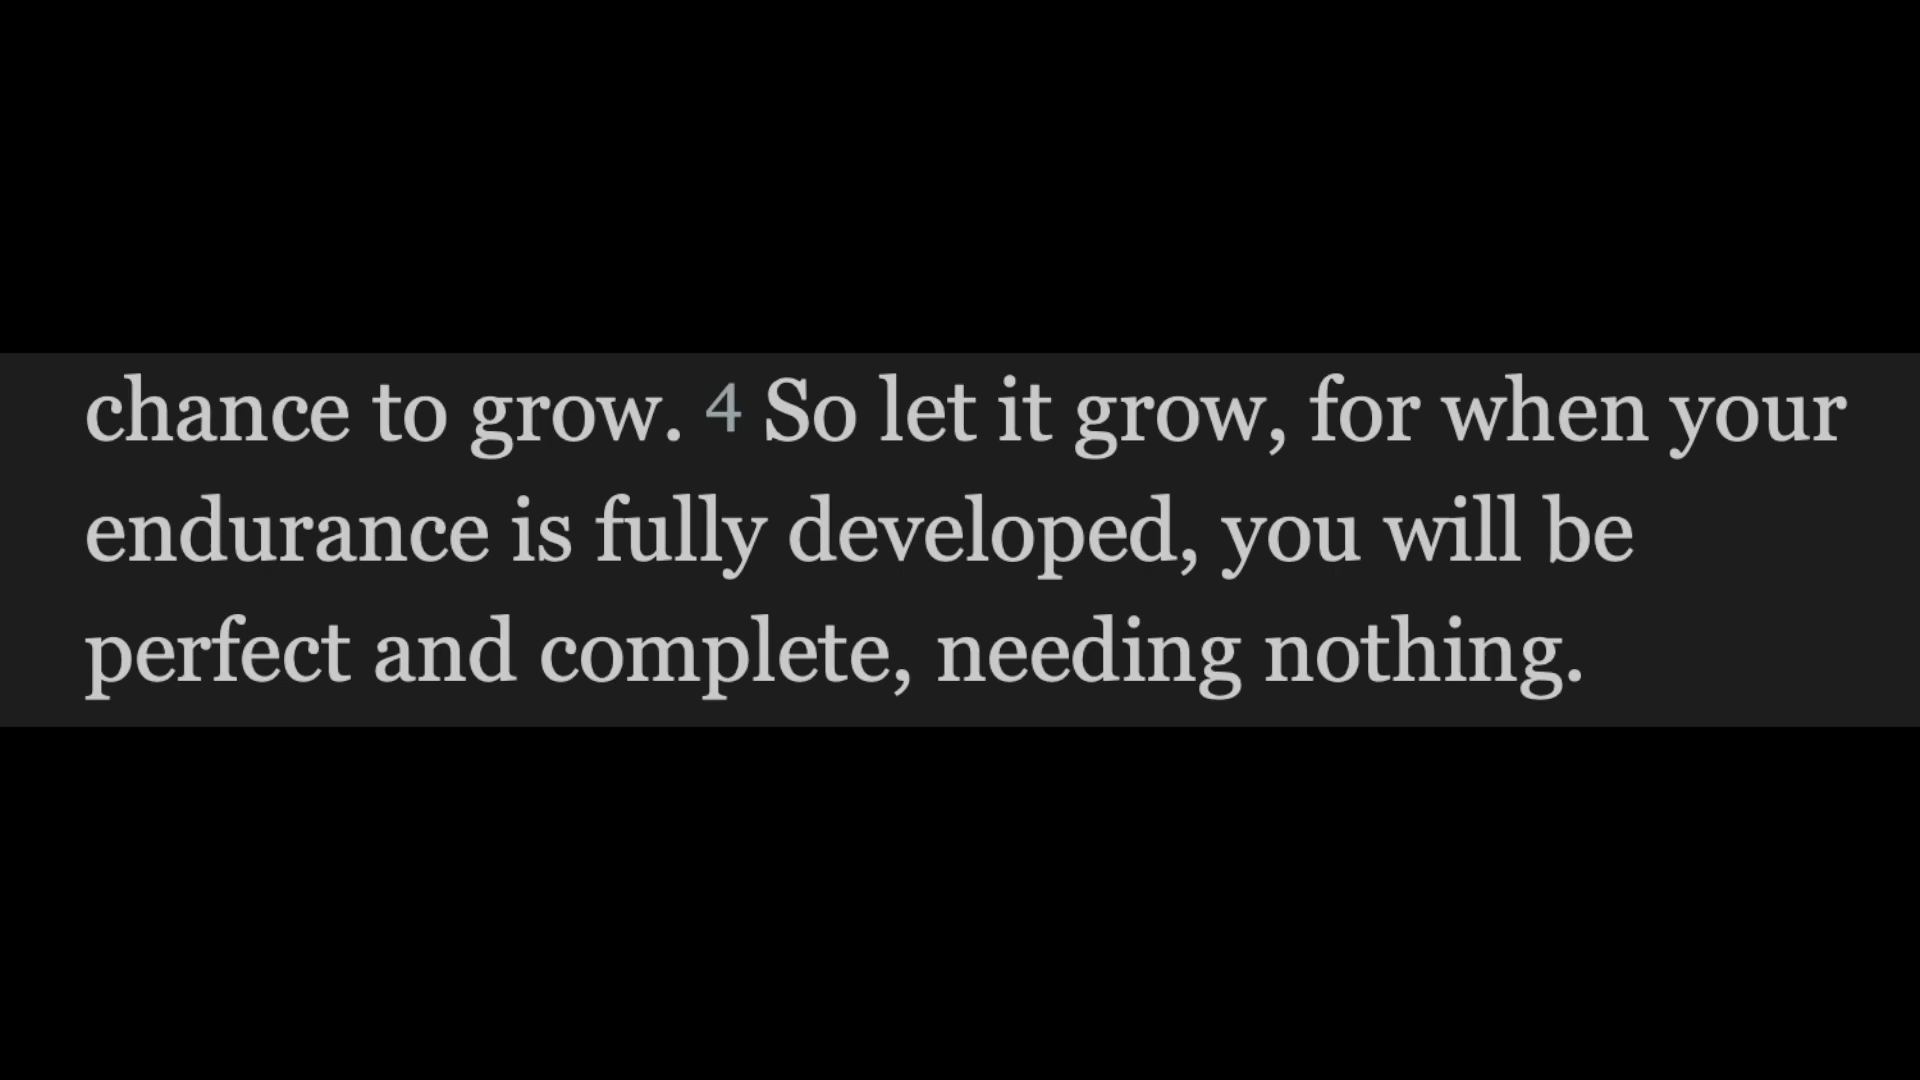 chance to grow. 4 So let it grow, for when your
endurance is fully developed, you will be
perfect and complete, needing nothing.